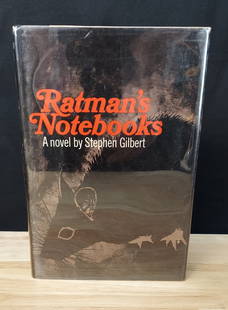 Ratman's
Notebooks
A novel by Stephen Gilbert